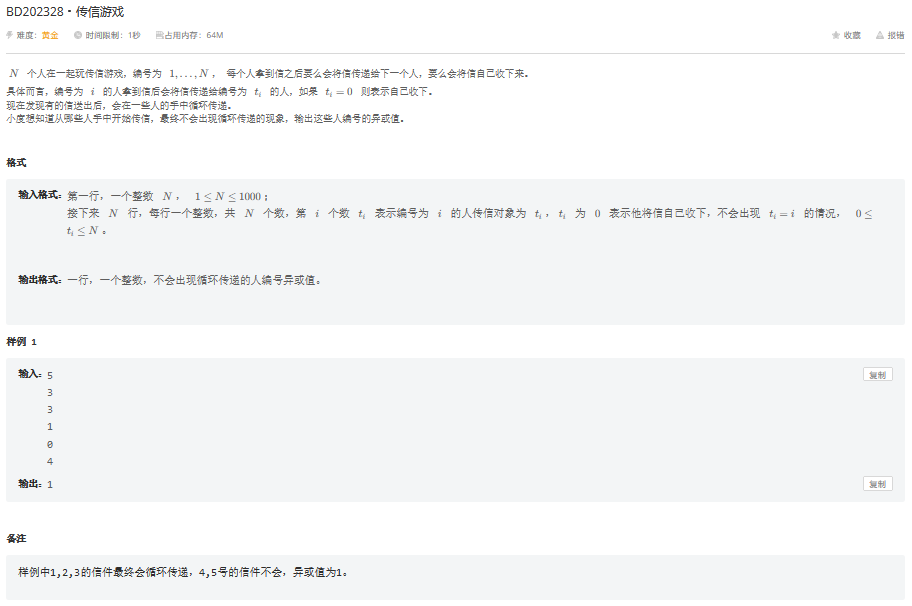 BD202328・传信游戏
难度：黄金 时间限制：1秒 占用内存：64M 收藏 报错
N 个人在一起玩传信游戏，编号为 1, . . . , N ， 每个人拿到信之后要么会将信传递给下一个人，要么会将信自己收下来。
具体而言，编号为 i 的人拿到信后会将信传递给编号为 t_i 的人，如果 t_i = 0 则表示自己收下。
现在发现有的信送出后，会在一些人的手中循环传递。
小度想知道从哪些人手中开始传信，最终不会出现循环传递的现象，输出这些人编号的异或值。
格式
输入格式： 第一行，一个整数 N ， 1 ≤ N ≤ 1000 ；
接下来 N 行，每行一个整数，共 N 个数，第 i 个数 t_i 表示编号为 i 的人传信对象为 t_i ，t_i 为 0 表示他将信自己收下，不会出现 t_i = i 的情况， 0 ≤
t_i ≤ N 。
输出格式： 一行，一个整数，不会出现循环传递的人编号异或值。
样例 1
输入： 5 复制
3
3
1
0
4
输出： 1 复制
备注
样例中1,2,3的信件最终会循环传递，4,5号的信件不会，异或值为1。